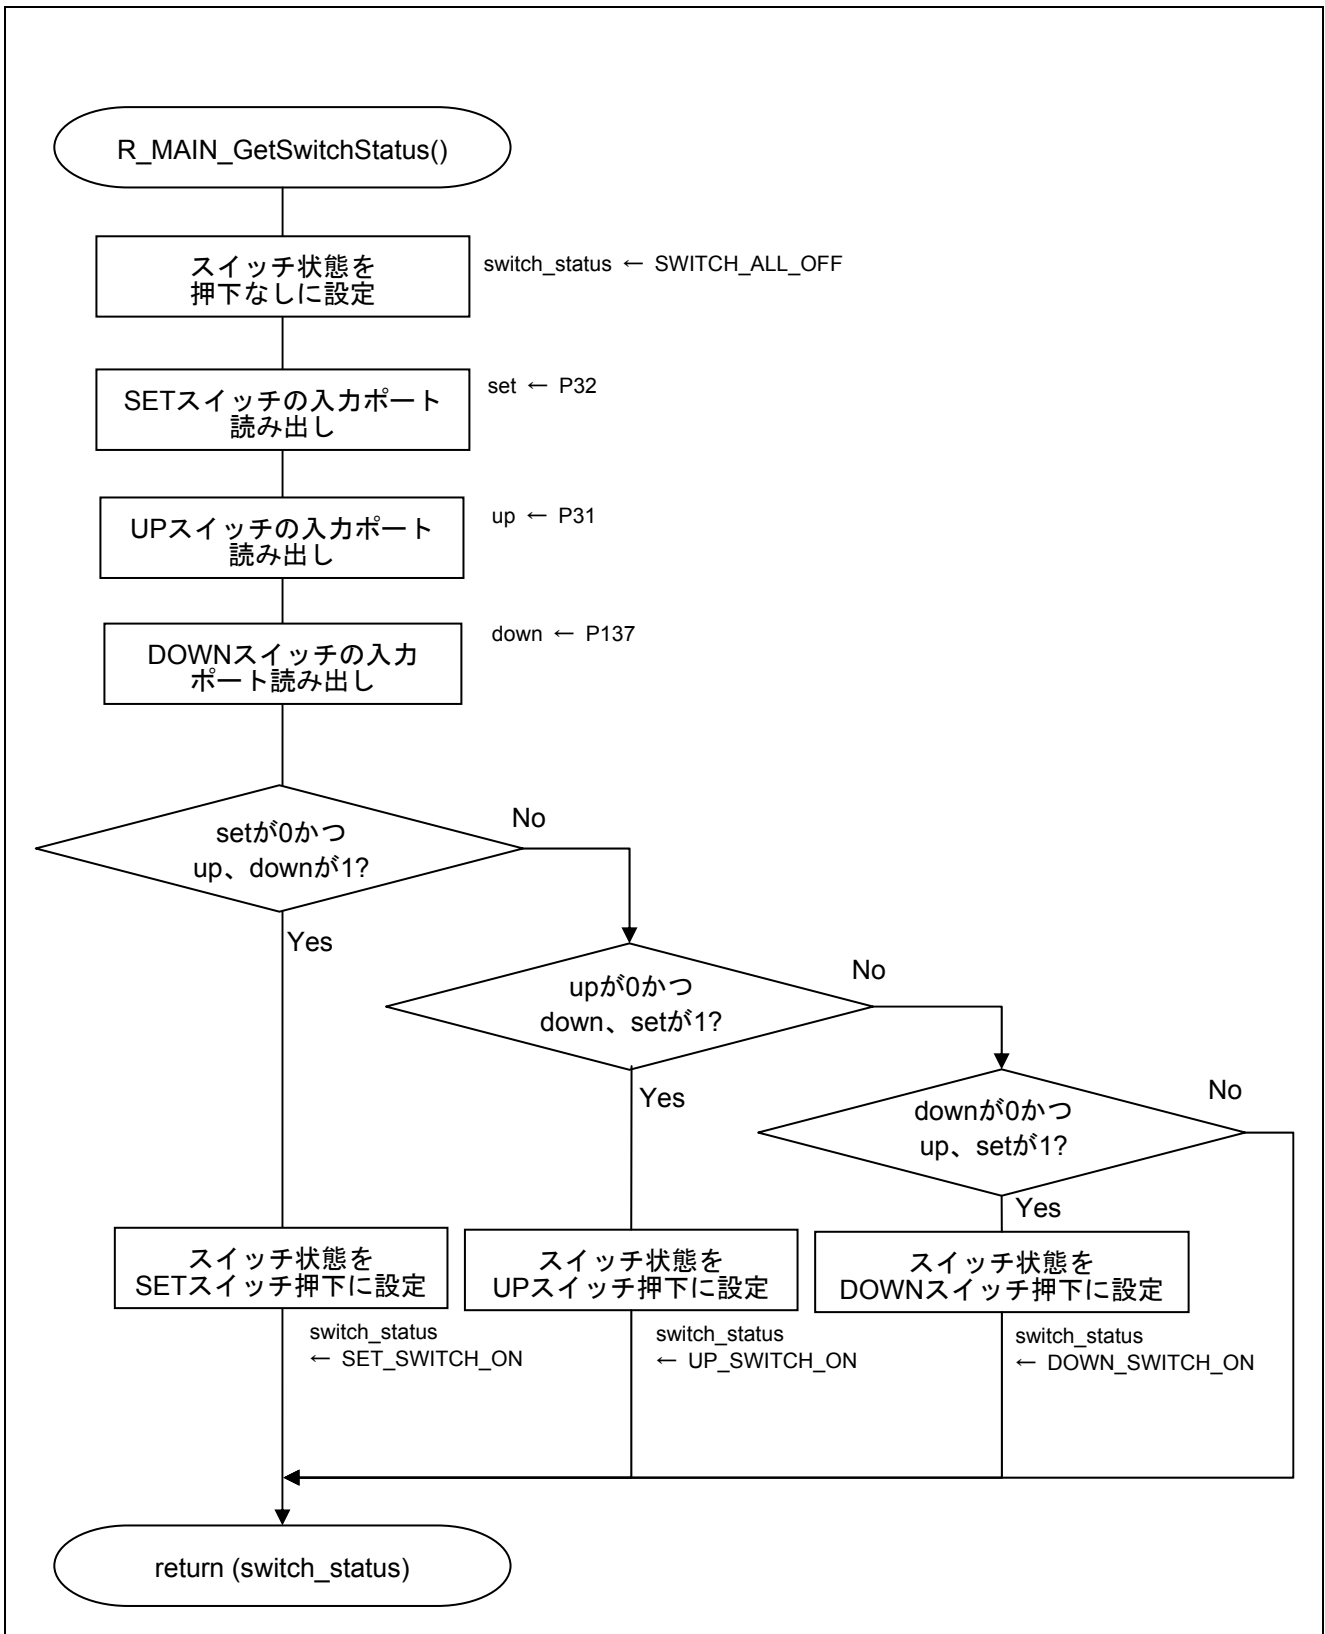 R_MAIN_GetSwitchStatus()
スイッチ状態を
押下なしに設定
switch_status ← SWITCH_ALL_OFF
SETスイッチの入力ポート
読み出し
set ← P32
UPスイッチの入力ポート
読み出し
up ← P31
DOWNスイッチの入力
ポート読み出し
down ← P137
setが0かつ
up、downが1?
No
Yes
upが0かつ
down、setが1?
No
Yes
downが0かつ
up、setが1?
No
Yes
スイッチ状態を
SETスイッチ押下に設定
switch_status
← SET_SWITCH_ON
スイッチ状態を
UPスイッチ押下に設定
switch_status
← UP_SWITCH_ON
スイッチ状態を
DOWNスイッチ押下に設定
switch_status
← DOWN_SWITCH_ON
return (switch_status)